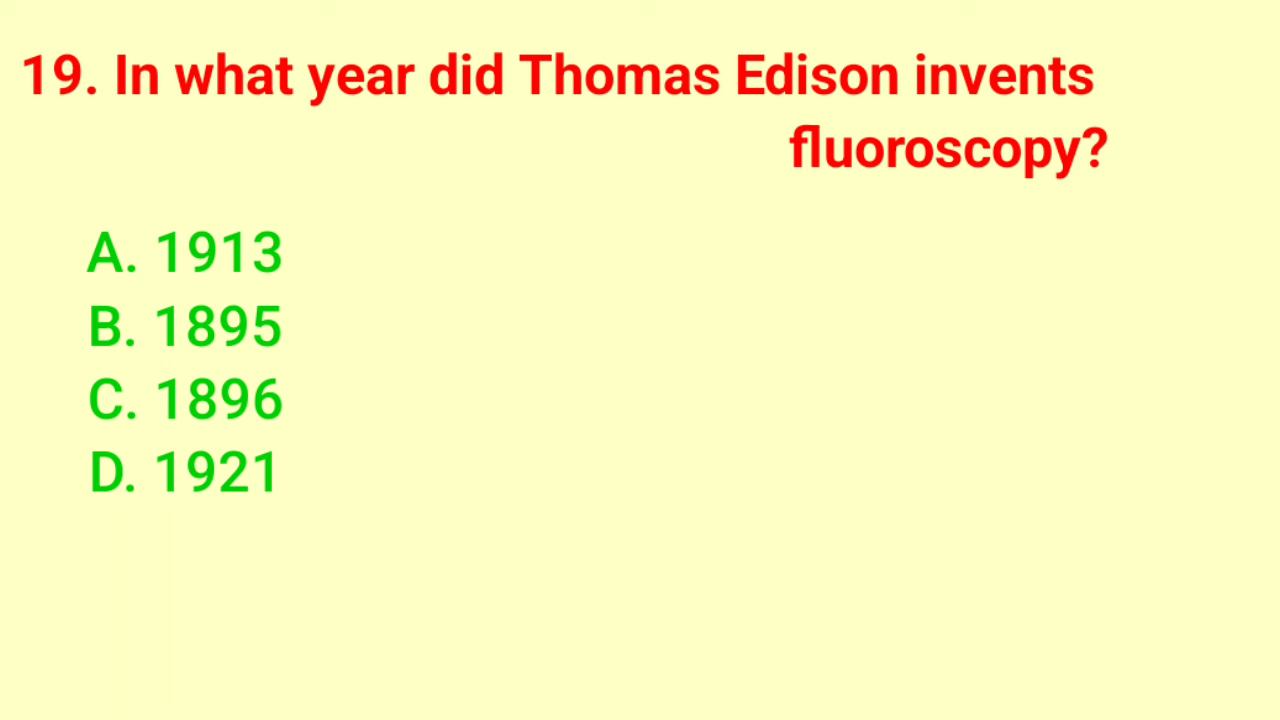 19. In what year did Thomas Edison invents
fluoroscopy?
A. 1913
B. 1895
C. 1896
D. 1921